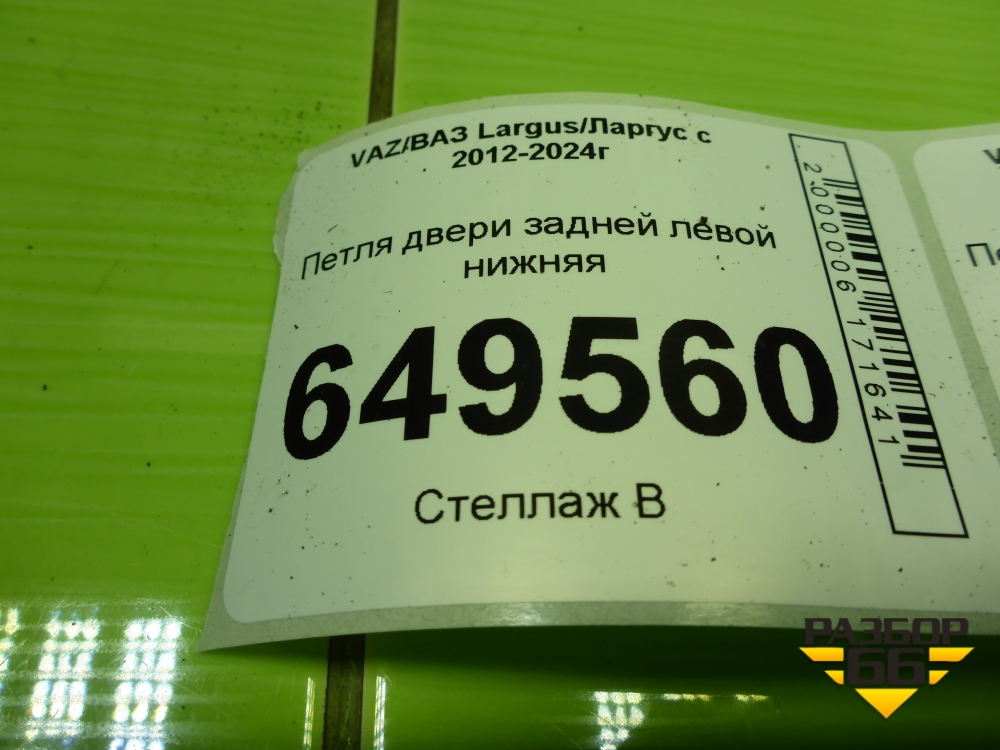 VAZ/ВАЗ Largus/Ларгус с
2012-2024г
Петля двери задней левой
нижняя
649560
Стеллаж В
2000006171641
РАЗБОР
66